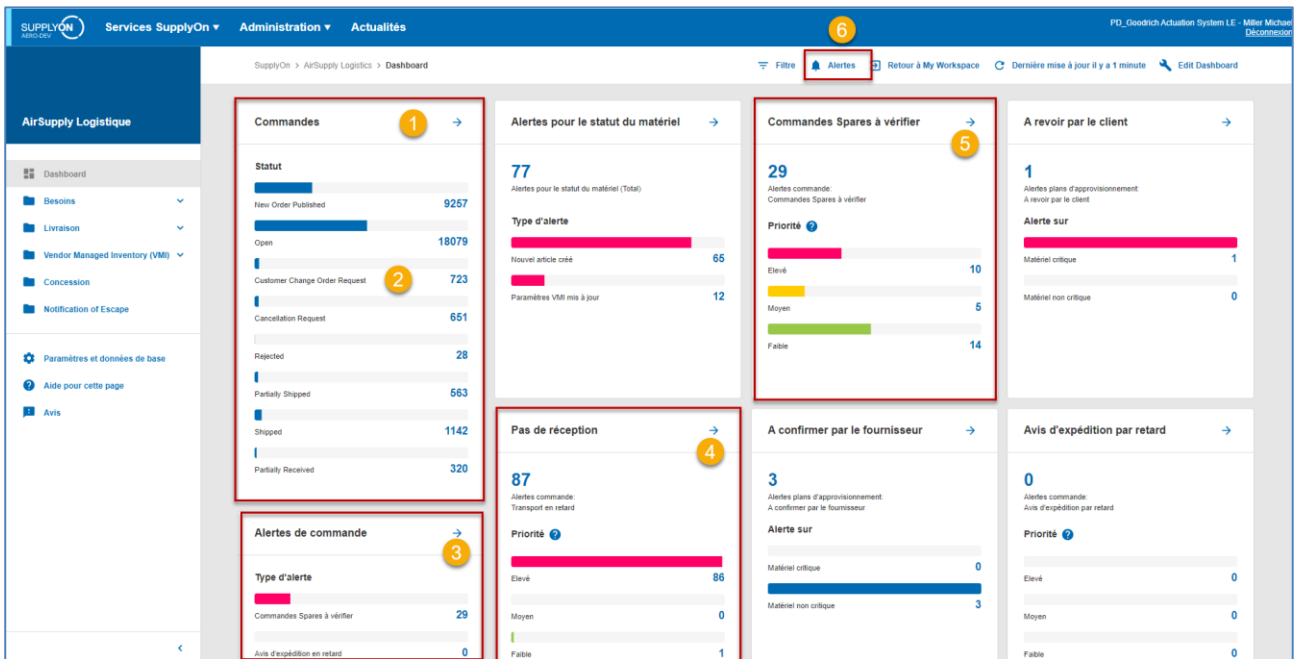 SUPPLYON
AERO-DEV
Services SupplyOn
Administration
Actualités
6
PD_Goodrich Actuation System LE - Miller Michael
Déconnexion
SupplyOn > AirSupply Logistics > Dashboard
Filtre
Alertes
Retour à My Workspace
Dernière mise à jour il y a 1 minute
Edit Dashboard
AirSupply Logistique
Dashboard
Besoins
Livraison
Vendor Managed Inventory (VMI)
Concession
Notification of Escape
Paramètres et données de base
Aide pour cette page
Avis
Commandes
1
Statut
New Order Published 9257
Open 18079
Customer Change Order Request 2 723
Cancellation Request 651
Rejected 28
Partially Shipped 563
Shipped 1142
Partially Received 320
Alertes de commande
3
Type d'alerte
Commandes Spares à vérifier 29
Avis d'expédition en retard 0
Alertes pour le statut du matériel
77
Alertes pour le statut du matériel (Total)
Type d'alerte
Nouvel article créé 65
Paramètres VMI mis à jour 12
Pas de réception
4
87
Alertes commande:
Transport en retard
Priorité ?
Elevé 86
Moyen 0
Faible 1
Commandes Spares à vérifier
5
29
Alertes commande:
Commandes Spares à vérifier
Priorité ?
Elevé 10
Moyen 5
Faible 14
A confirmer par le fournisseur
3
Alertes plans d'approvisionnement:
A confirmer par le fournisseur
Alerte sur
Matériel critique 0
Matériel non critique 3
A revoir par le client
1
Alertes plans d'approvisionnement:
A revoir par le client
Alerte sur
Matériel critique 1
Matériel non critique 0
Avis d'expédition par retard
0
Alertes commande:
Avis d'expédition par retard
Priorité ?
Elevé 0
Moyen 0
Faible 0